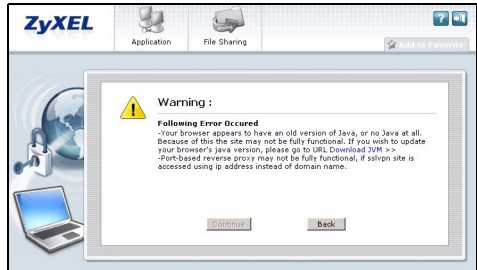 ZyXEL
Application
File Sharing
Add to Favorite
Warning :
Following Error Occured
-Your browser appears to have an old version of Java, or no Java at all.
Because of this the site may not be fully functional. If you wish to update
your browser's java version, please go to URL Download JVM >>
-Port-based reverse proxy may not be fully functional, if sslvpn site is
accessed using ip address instead of domain name.
Continue
Back